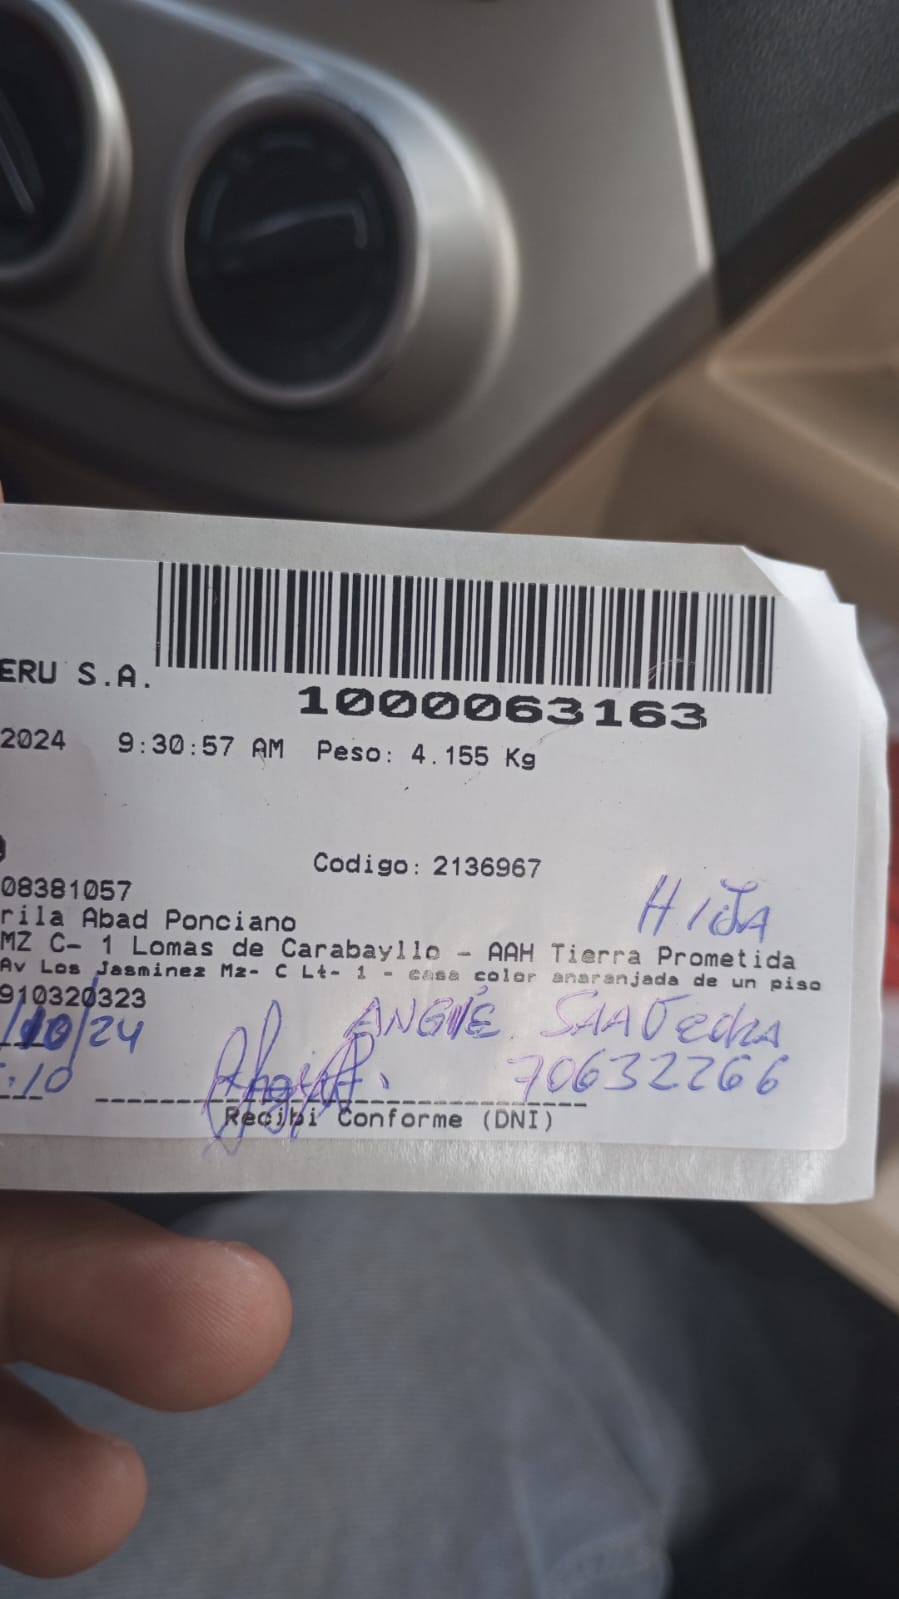 ERU S.A.
1000063163
2024 9:30:57 AM Peso: 4.155 Kg
Codigo: 2136967
08381057
HIJA
rila Abad Ponciano
MZ C- 1 Lomas de Carabayllo - AAH Tierra Prometida
Av Los Jasminez Mz- C Lt- 1 - casa color anaranjada de un piso
910320323
/10/24 ANGIE SAAVEDRA
:10 70632266
Recibi Conforme (DNI)